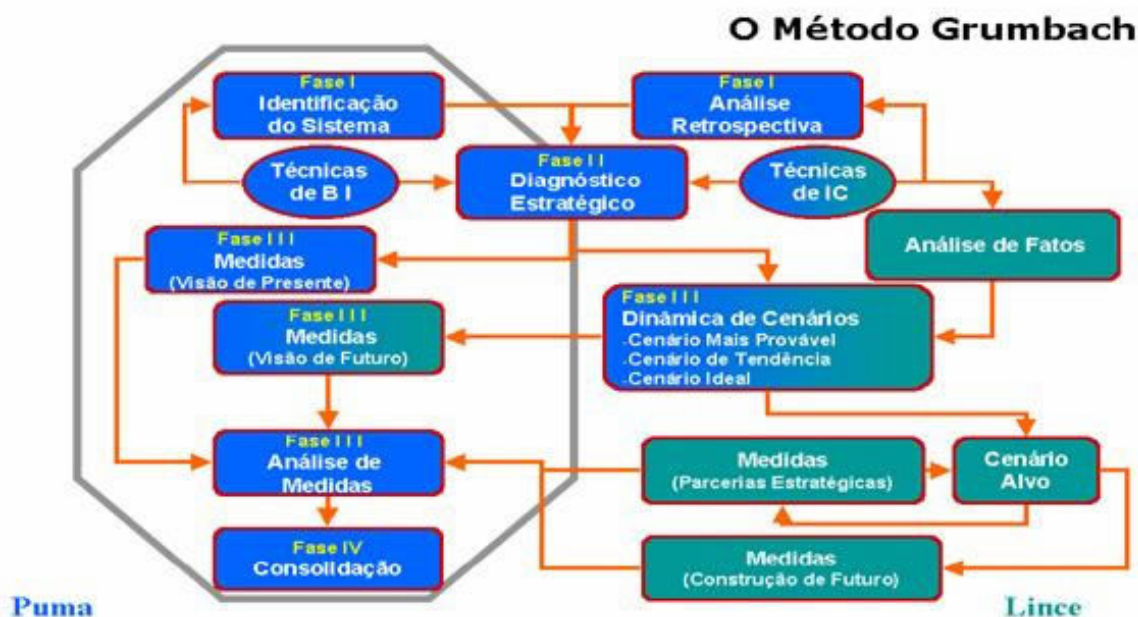 O Método Grumbach
Fase I
Identificação
do Sistema
Fase I
Análise
Retrospectiva
Técnicas
de B I
Fase I I
Diagnóstico
Estratégico
Técnicas
de IC
Análise de Fatos
Fase I I I
Medidas
(Visão de Presente)
Fase I I I
Medidas
(Visão de Futuro)
Fase I I I
Dinâmica de Cenários
-Cenário Mais Provável
-Cenário de Tendência
-Cenário Ideal
Fase I I I
Análise de
Medidas
Medidas
(Parcerias Estratégicas)
Cenário
Alvo
Fase IV
Consolidação
Medidas
(Construção de Futuro)
Puma
Lince